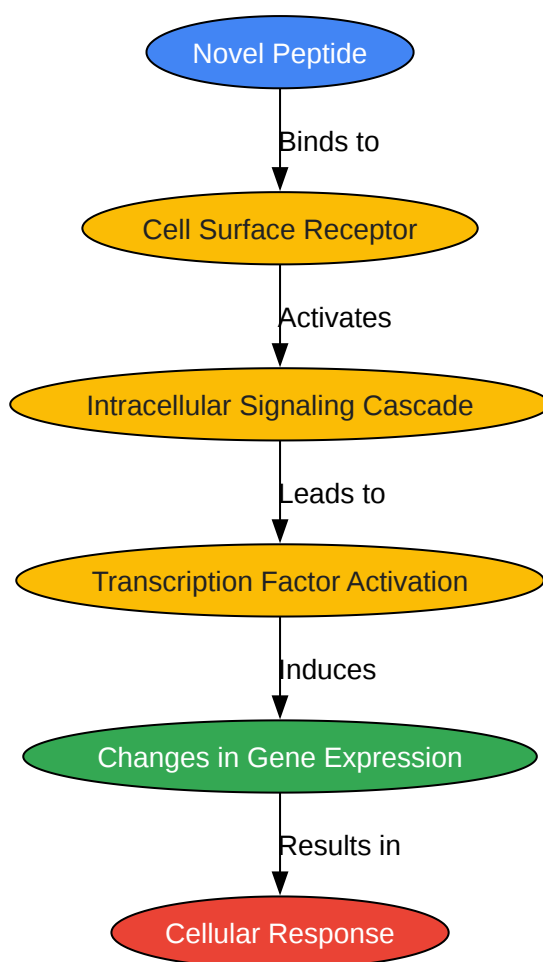 Novel Peptide
Binds to
Cell Surface Receptor
Activates
Intracellular Signaling Cascade
Leads to
Transcription Factor Activation
Induces
Changes in Gene Expression
Results in
Cellular Response